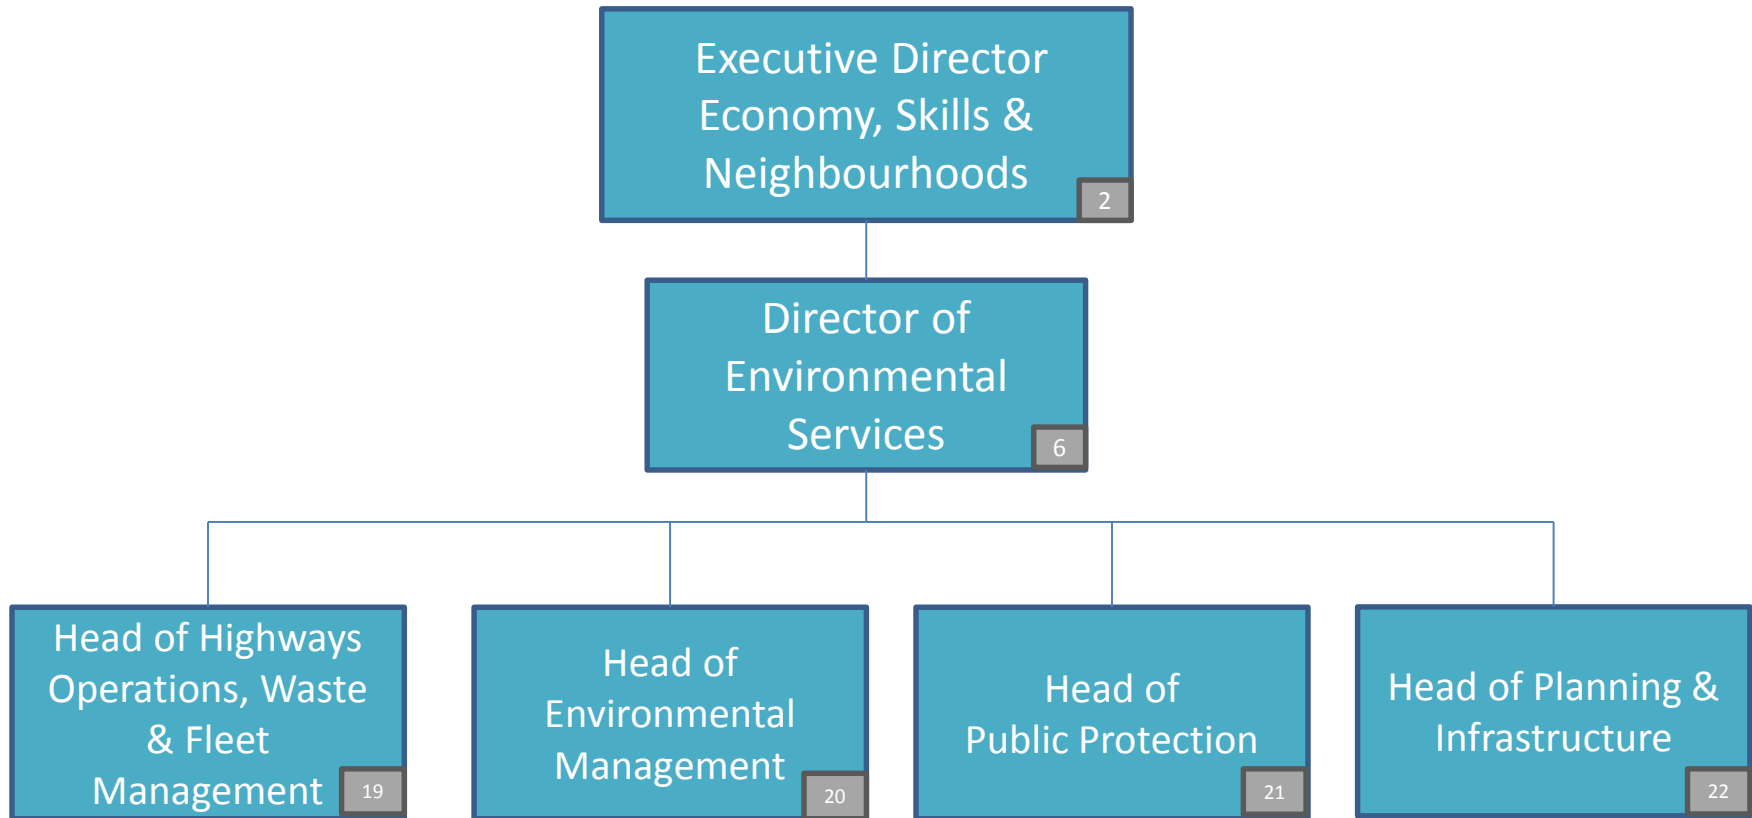 Executive Director
Economy, Skills &
Neighbourhoods
2
Director of
Environmental
Services
6
Head of Highways
Operations, Waste
& Fleet
Management
19
Head of
Environmental
Management
20
Head of
Public Protection
21
Head of Planning &
Infrastructure
22